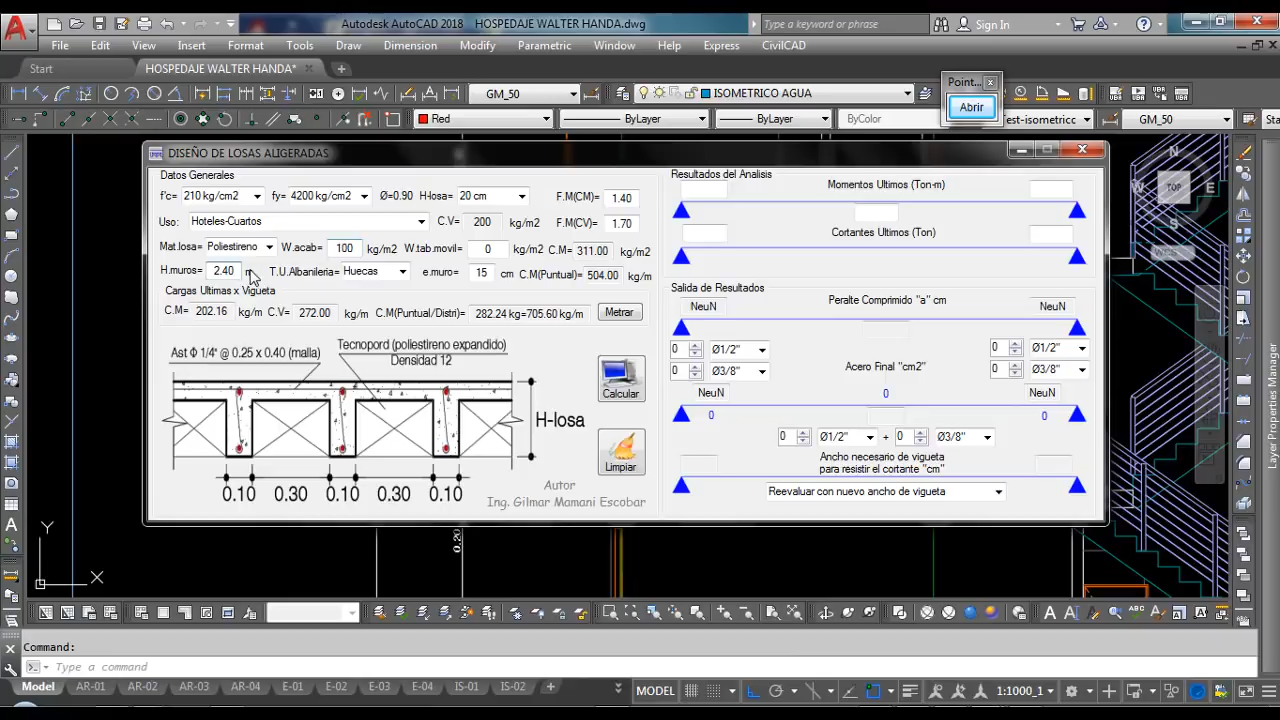 Autodesk AutoCAD 2018 HOSPEDAJE WALTER HANDA.dwg
Type a keyword or phrase
Sign In
File Edit View Insert Format Tools Draw Dimension Modify Parametric Window Help Express CivilCAD
Start
HOSPEDAJE WALTER HANDA*
Point...
Abrir
GM_50
ISOMETRICO AGUA
Red
ByLayer
ByLayer
ByColor
est-isometricc
GM_50
DISEÑO DE LOSAS ALIGERADAS
Datos Generales
f'c= 210 kg/cm2 fy= 4200 kg/cm2 Ø=0.90 H-losa= 20 cm F.M(CM)= 1.40
Uso: Hoteles-Cuartos C.V= 200 kg/m2 F.M(CV)= 1.70
Mat.losa= Poliestireno W.acab= 100 kg/m2 W.tab.movil= 0 kg/m2 C.M= 311.00 kg/m2
H.muros= 2.40 T.U.Albanileria= Huecas e.muro= 15 cm C.M(Puntual)= 504.00 kg/m
Cargas Ultimas x Vigueta
C.M= 202.16 kg/m C.V= 272.00 kg/m C.M(Puntual/Distri)= 282.24 kg=705.60 kg/m Metrar
Ast Φ 1/4" @ 0.25 x 0.40 (malla)
Tecnopord (poliestireno expandido)
Densidad 12
H-losa
0.10 0.30 0.10 0.30 0.10
Calcular
Limpiar
Autor
Ing. Gilmar Mamani Escobar
Resultados del Analisis
Momentos Ultimos (Ton-m)
Cortantes Ultimos (Ton)
Salida de Resultados
NeuN Peralte Comprimido "a" cm NeuN
0 Ø1/2" 0 Ø1/2"
0 Ø3/8" Acero Final "cm2" 0 Ø3/8"
NeuN 0 NeuN
0 0
0 Ø1/2" + 0 Ø3/8"
Ancho necesario de vigueta
para resistir el cortante "cm"
Reevaluar con nuevo ancho de vigueta
N
W
TOP
S
Layer Properties Manager
Y
X
0.20
Command:
Type a command
Model AR-01 AR-02 AR-03 AR-04 E-01 E-02 E-03 E-04 IS-01 IS-02
MODEL
1:1000_1